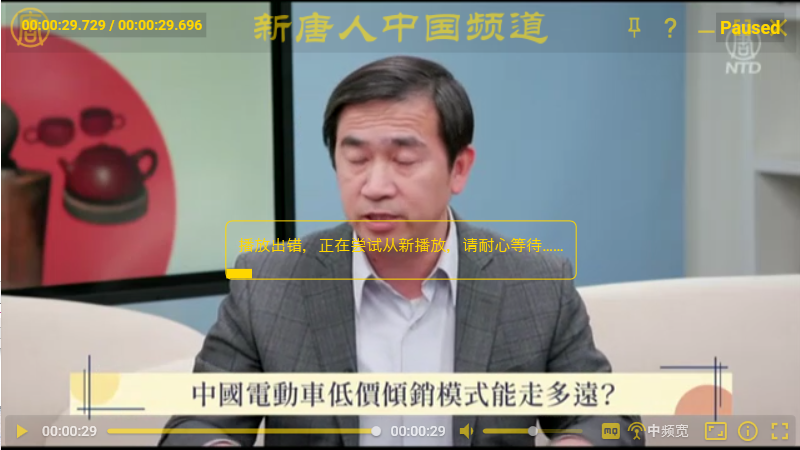 00:00:29.729 / 00:00:29.696
新唐人中国频道
Paused
NTD
播放出错，正在尝试从新播放，请耐心等待......
中國電動車低價傾銷模式能走多遠？
00:00:29
00:00:29
MQ
中频宽